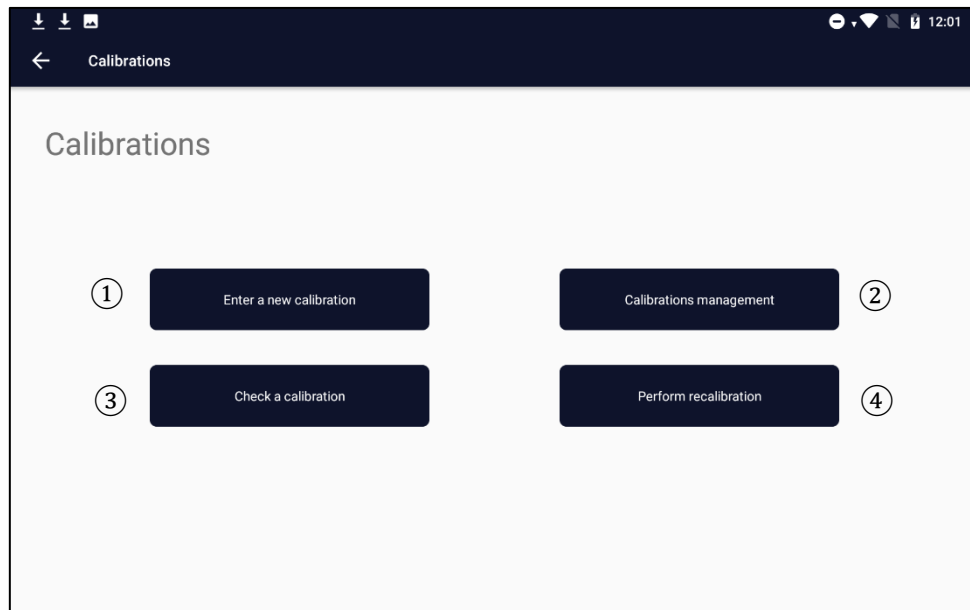 12:01
Calibrations
Calibrations
① Enter a new calibration Calibrations management ②
③ Check a calibration Perform recalibration ④